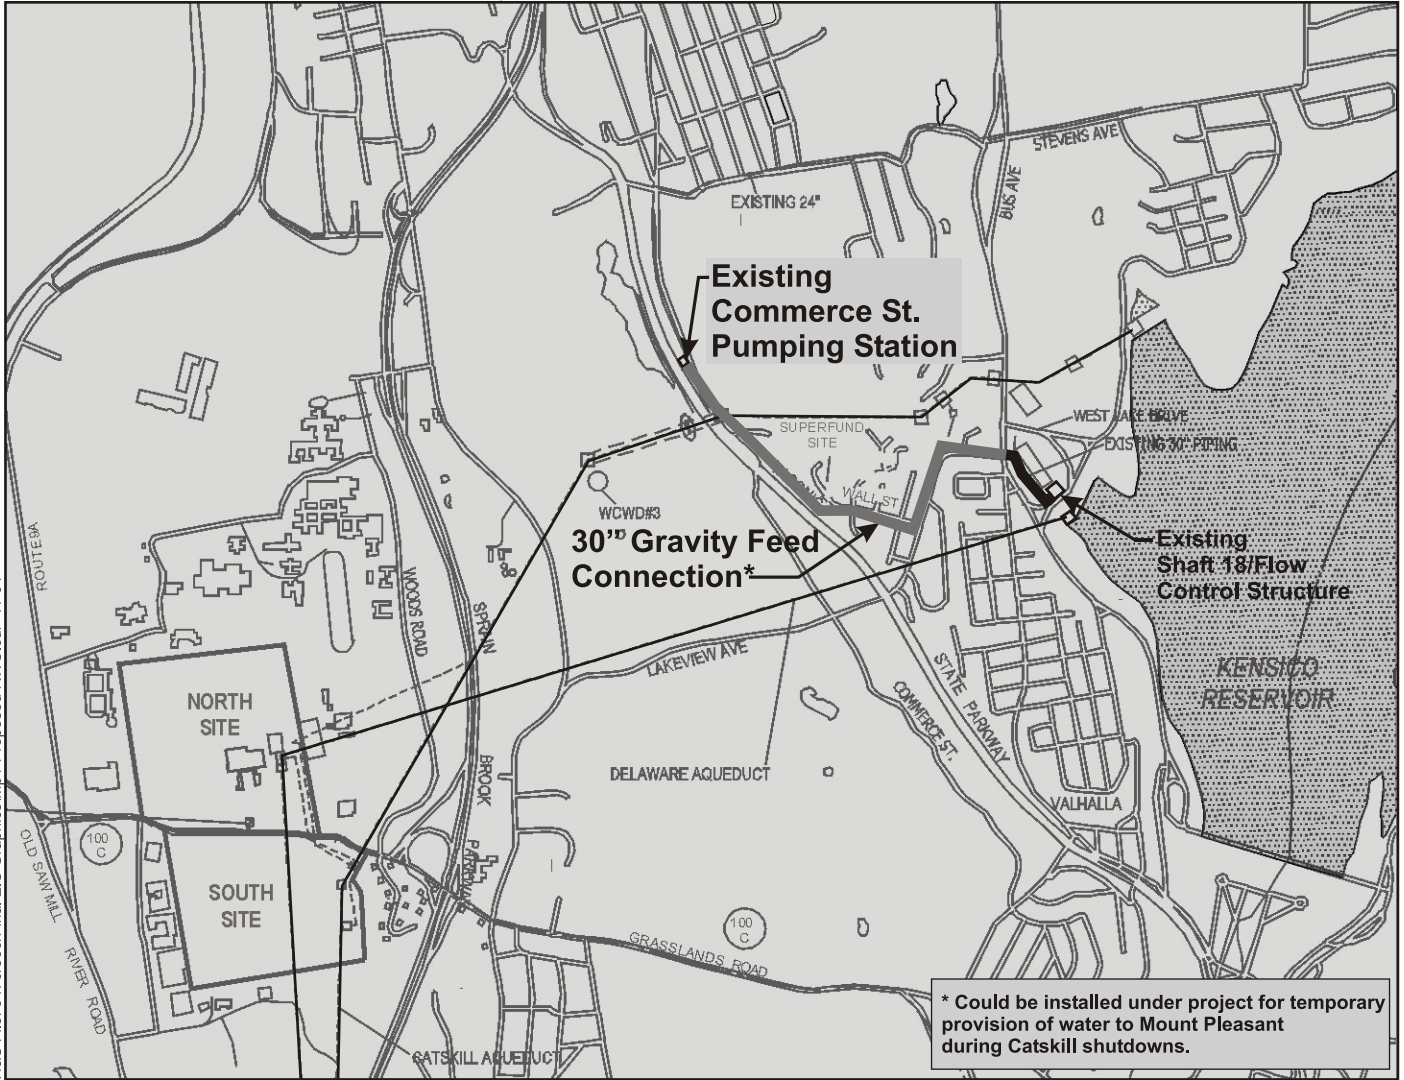 STEVENS AVE
BUS AVE
EXISTING 24"
Existing
Commerce St.
Pumping Station
WEST LAKE DRIVE
EXISTING 30" PIPING
SUPERFUND
SITE
WALL ST
WCWD#3
30” Gravity Feed
Connection*
Existing
Shaft 18/Flow
Control Structure
ROUTE9A
WOODS ROAD
SPRAIN
BROOK
PARKWAY
LAKEVIEW AVE
STATE PARKWAY
COMMERCE ST.
KENSICO
RESERVOIR
NORTH
SITE
DELAWARE AQUEDUCT
VALHALLA
100
C
OLD SAW MILL
RIVER ROAD
SOUTH
SITE
100
C
GRASSLANDS ROAD
CATSKILL AQUEDUCT
* Could be installed under project for temporary
provision of water to Mount Pleasant
during Catskill shutdowns.